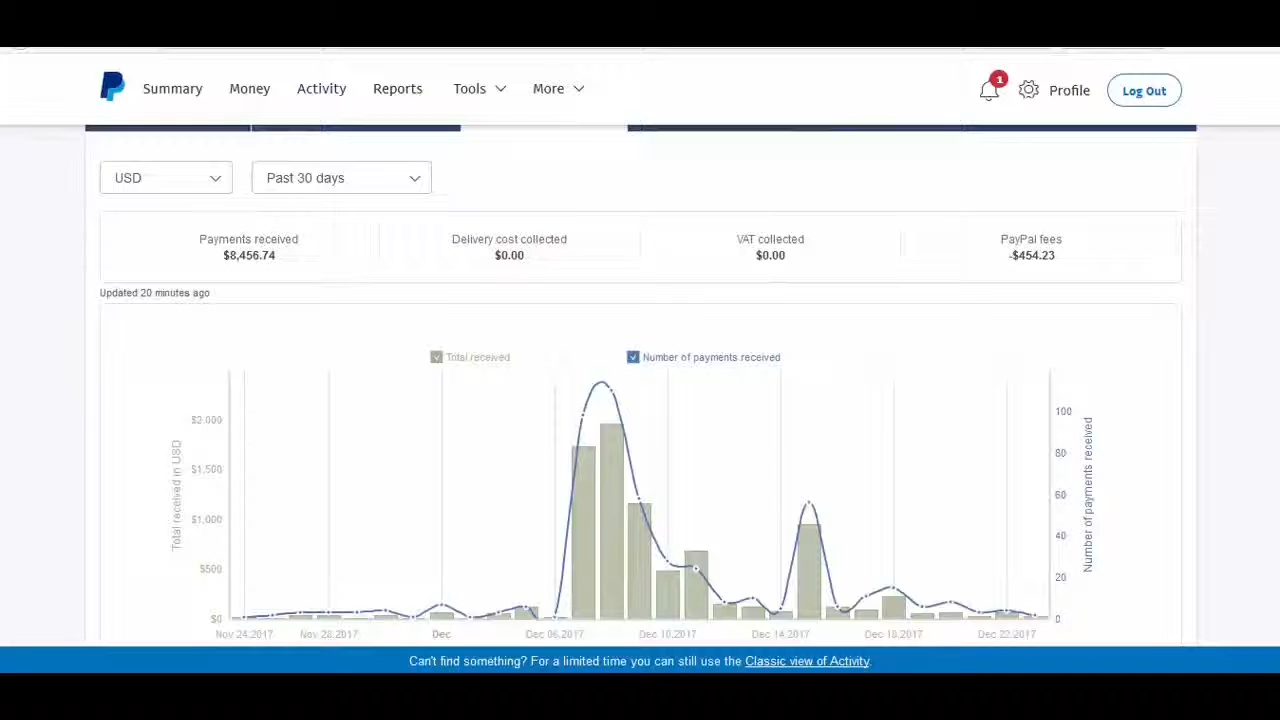 Summary Money Activity Reports Tools More 1 Profile Log Out
USD Past 30 days
Payments received Delivery cost collected VAT collected PayPal fees
$8,456.74 $0.00 $0.00 -$454.23
Updated 20 minutes ago
Total received Number of payments received
$2,000
$1,500
$1,000
$500
$0
Total received in USD
100
80
60
40
20
0
Number of payments received
Nov 24,2017 Nov 28,2017 Dec Dec 06,2017 Dec 10,2017 Dec 14,2017 Dec 18,2017 Dec 22,2017
Can't find something? For a limited time you can still use the Classic view of Activity.